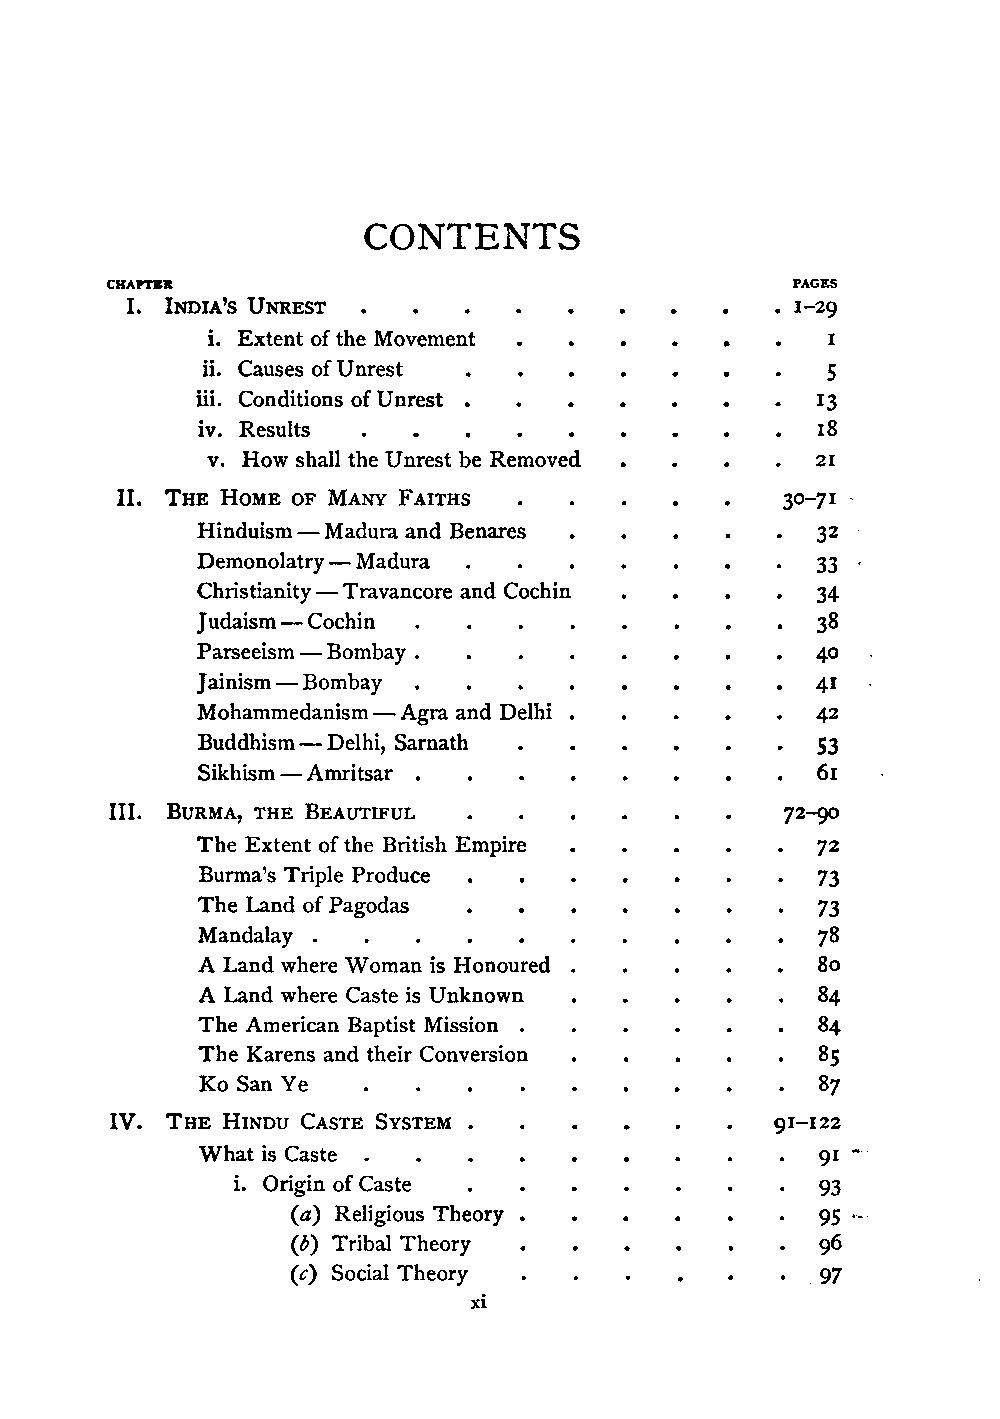 CONTENTS
CHAPTER PAGES
I. INDIA'S UNREST . . . . . . . . . 1-29
i. Extent of the Movement . . . . . . 1
ii. Causes of Unrest . . . . . . . 5
iii. Conditions of Unrest . . . . . . . 13
iv. Results . . . . . . . . . 18
v. How shall the Unrest be Removed . . . . 21
II. THE HOME OF MANY FAITHS . . . . . 30-71
Hinduism — Madura and Benares . . . . . 32
Demonolatry — Madura . . . . . . . 33
Christianity — Travancore and Cochin . . . . 34
Judaism — Cochin . . . . . . . . 38
Parseeism — Bombay . . . . . . . . 40
Jainism — Bombay . . . . . . . . 41
Mohammedanism — Agra and Delhi . . . . . 42
Buddhism — Delhi, Sarnath . . . . . . 53
Sikhism — Amritsar . . . . . . . . 61
III. BURMA, THE BEAUTIFUL . . . . . . 72-90
The Extent of the British Empire . . . . . 72
Burma's Triple Produce . . . . . . . 73
The Land of Pagodas . . . . . . . 73
Mandalay . . . . . . . . . . 78
A Land where Woman is Honoured . . . . . 80
A Land where Caste is Unknown . . . . . 84
The American Baptist Mission . . . . . . 84
The Karens and their Conversion . . . . . 85
Ko San Ye . . . . . . . . . 87
IV. THE HINDU CASTE SYSTEM . . . . . . 91-122
What is Caste . . . . . . . . . 91
i. Origin of Caste . . . . . . . 93
(a) Religious Theory . . . . . . 95
(b) Tribal Theory . . . . . . 96
(c) Social Theory . . . . . . 97
xi